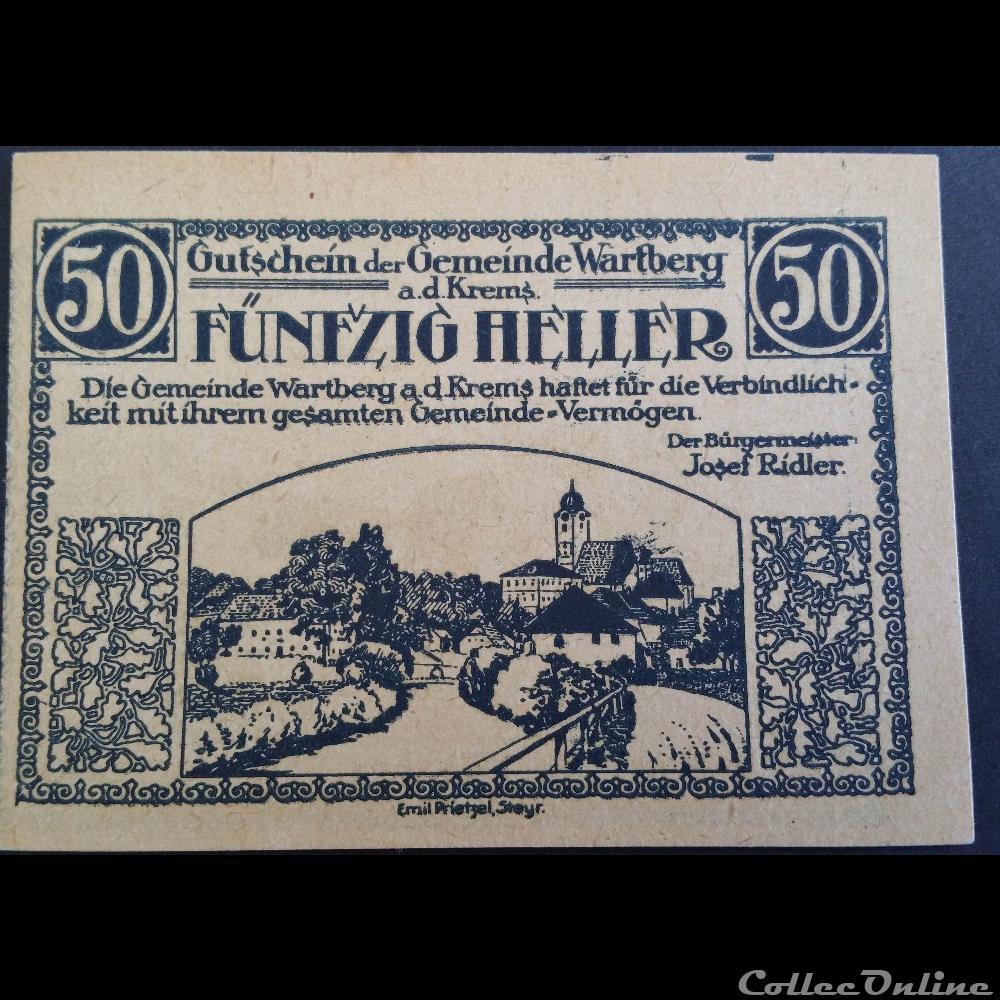 50 50
Gutschein der Gemeinde Wartberg
a.d. Krems.
FÜNFZIG HELLER
Die Gemeinde Wartberg a.d. Krems haftet für die Verbindlich-
keit mit ihrem gesamten Gemeinde-Vermögen.
Der Bürgermeister:
Josef Ridler.
Emil Prietzel, Steyr.
ColleeOnline